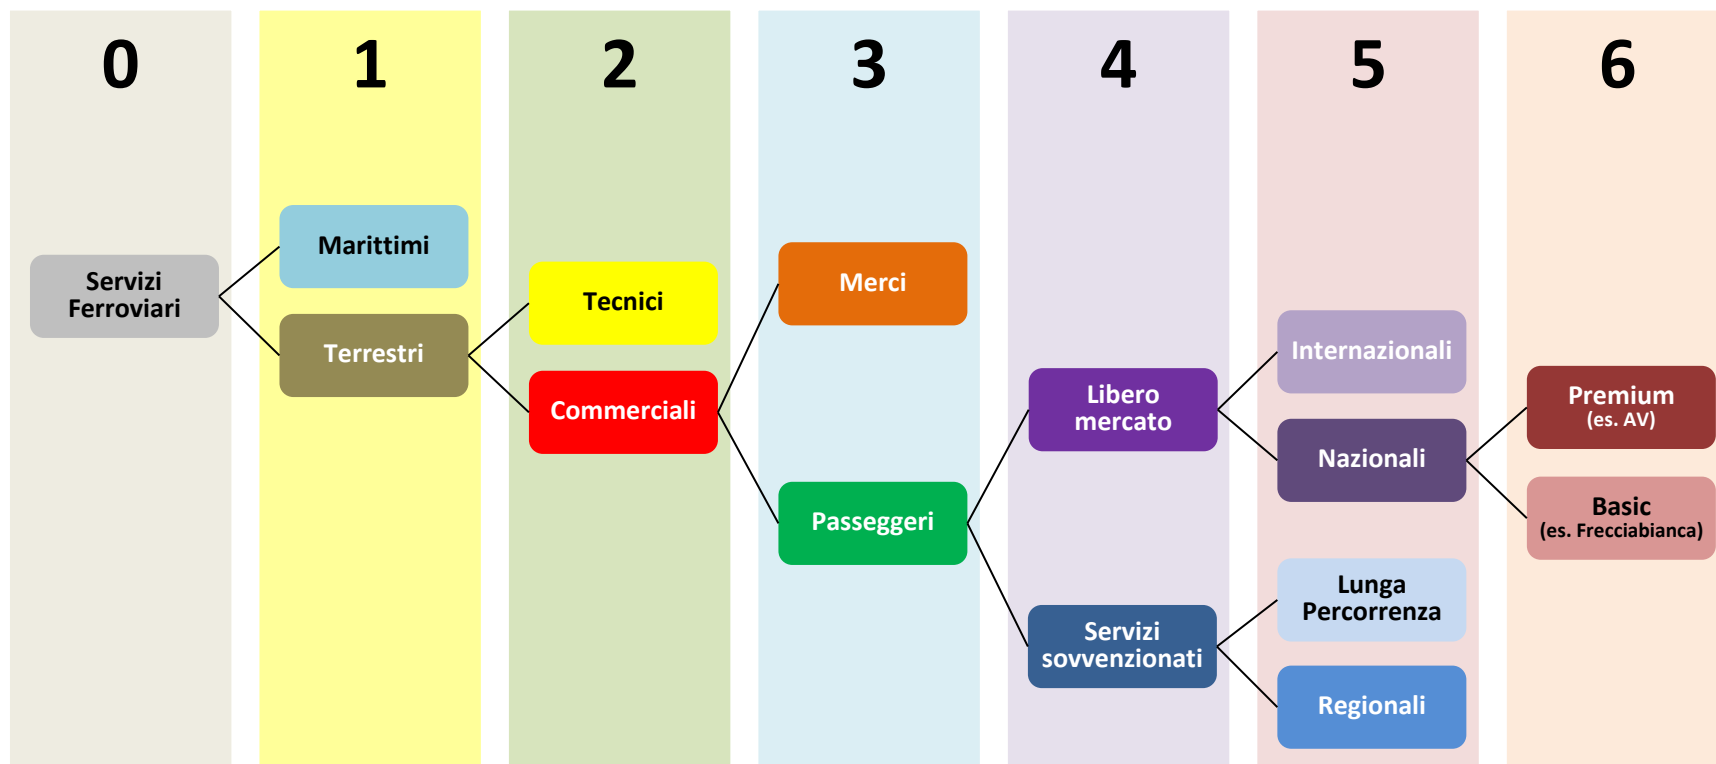 0
1
2
3
4
5
6
Servizi
Ferroviari
Marittimi
Terrestri
Tecnici
Commerciali
Merci
Passeggeri
Libero
mercato
Servizi
sovvenzionati
Internazionali
Nazionali
Lunga
Percorrenza
Regionali
Premium
(es. AV)
Basic
(es. Frecciabianca)